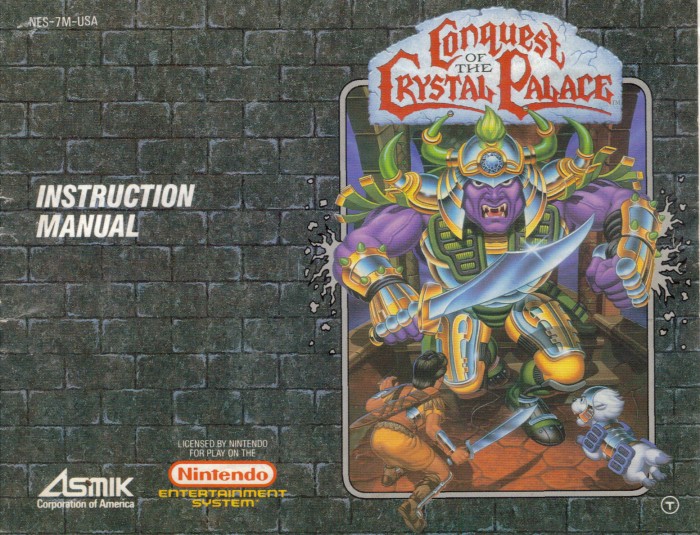 NES-7M-USA
Conquest
OF
THE
CRYSTAL PALACE
TM
INSTRUCTION
MANUAL
LICENSED BY NINTENDO
FOR PLAY ON THE
Nintendo
ENTERTAINMENT
SYSTEM
ASMIK
Corporation of America
T